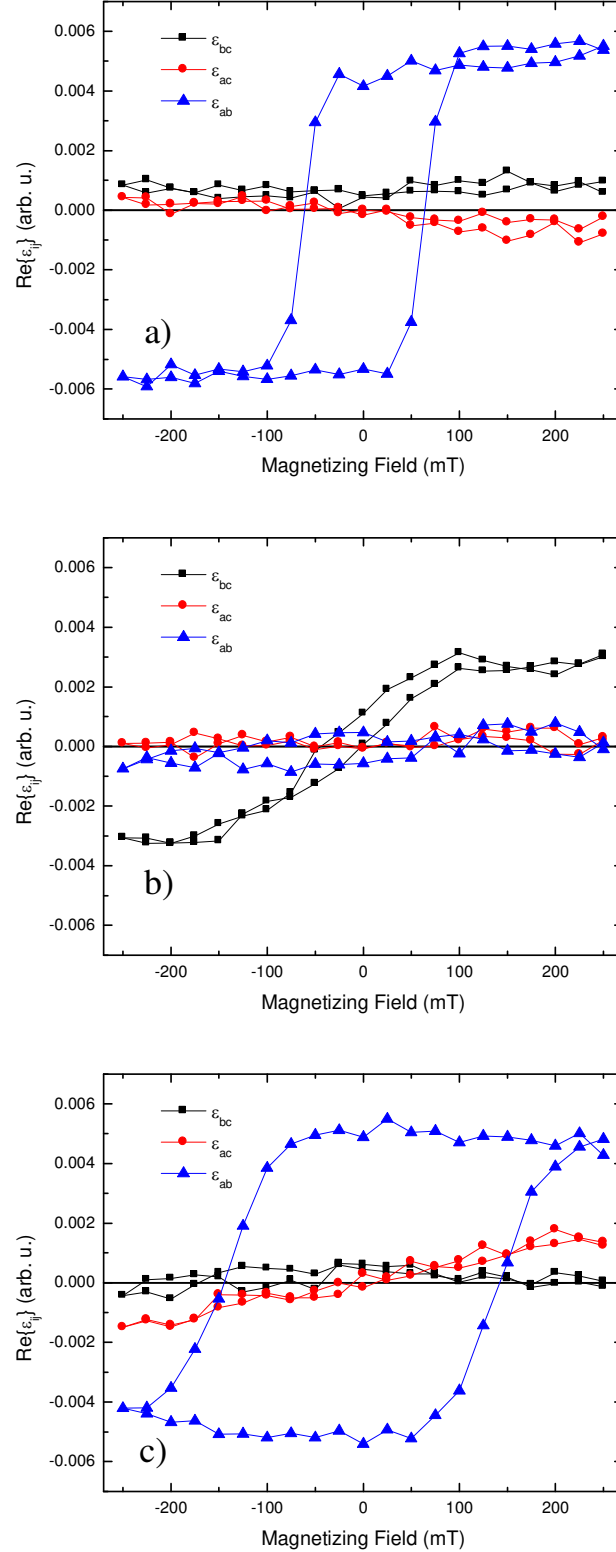 0.006
0.004
0.002
0.000
-0.002
-0.004
-0.006
Re{ε_ij} (arb. u.)
ε_bc
ε_ac
ε_ab
a)
-200 -100 0 100 200
Magnetizing Field (mT)
0.006
0.004
0.002
0.000
-0.002
-0.004
-0.006
Re{ε_ij} (arb. u.)
ε_bc
ε_ac
ε_ab
b)
-200 -100 0 100 200
Magnetizing Field (mT)
0.006
0.004
0.002
0.000
-0.002
-0.004
-0.006
Re{ε_ij} (arb. u.)
ε_bc
ε_ac
ε_ab
c)
-200 -100 0 100 200
Magnetizing Field (mT)